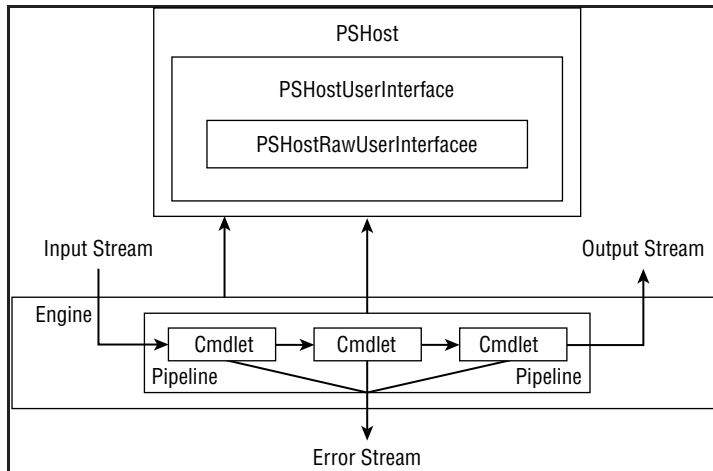 PSHost
PSHostUserInterface
PSHostRawUserInterfacee
Input Stream
Output Stream
Engine
Cmdlet
Cmdlet
Cmdlet
Pipeline
Pipeline
Error Stream